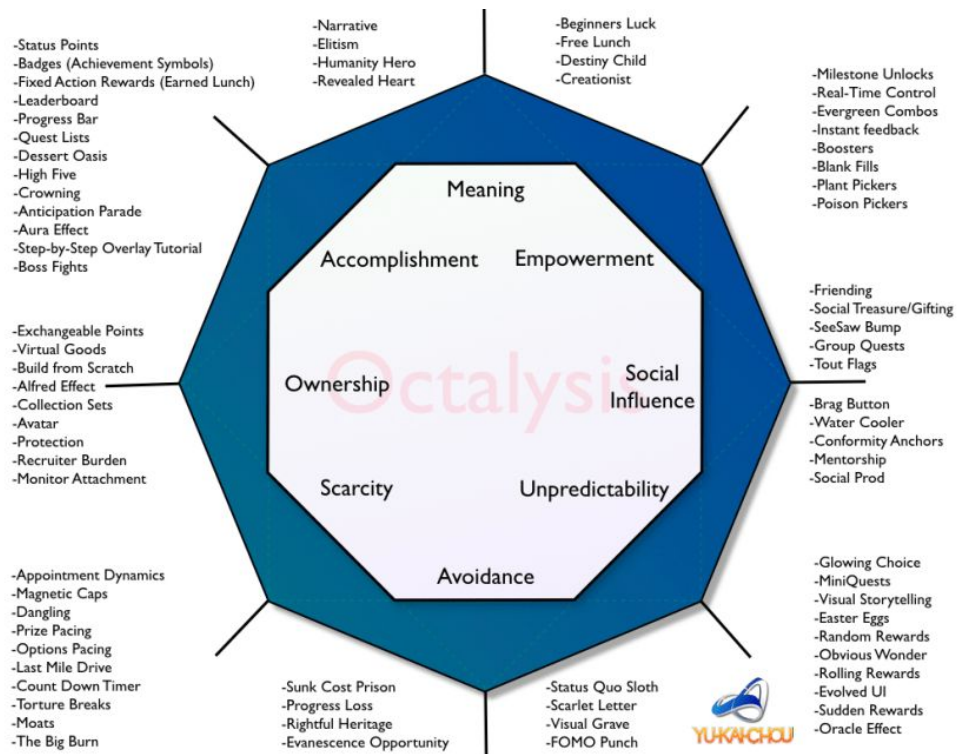 -Narrative
-Elitism
-Humanity Hero
-Revealed Heart
-Beginners Luck
-Free Lunch
-Destiny Child
-Creationist
-Status Points
-Badges (Achievement Symbols)
-Fixed Action Rewards (Earned Lunch)
-Leaderboard
-Progress Bar
-Quest Lists
-Dessert Oasis
-High Five
-Crowning
-Anticipation Parade
-Aura Effect
-Step-by-Step Overlay Tutorial
-Boss Fights
-Milestone Unlocks
-Real-Time Control
-Evergreen Combos
-Instant feedback
-Boosters
-Blank Fills
-Plant Pickers
-Poison Pickers
Meaning
Accomplishment
Empowerment
-Exchangeable Points
-Virtual Goods
-Build from Scratch
-Alfred Effect
-Collection Sets
-Avatar
-Protection
-Recruiter Burden
-Monitor Attachment
Ownership
Octalysis
Social
Influence
-Friending
-Social Treasure/Gifting
-SeeSaw Bump
-Group Quests
-Tout Flags
-Brag Button
-Water Cooler
-Conformity Anchors
-Mentorship
-Social Prod
Scarcity
Unpredictability
Avoidance
-Appointment Dynamics
-Magnetic Caps
-Dangling
-Prize Pacing
-Options Pacing
-Last Mile Drive
-Count Down Timer
-Torture Breaks
-Moats
-The Big Burn
-Sunk Cost Prison
-Progress Loss
-Rightful Heritage
-Evanescence Opportunity
-Status Quo Sloth
-Scarlet Letter
-Visual Grave
-FOMO Punch
YU-KAI-CHOU
-Glowing Choice
-MiniQuests
-Visual Storytelling
-Easter Eggs
-Random Rewards
-Obvious Wonder
-Rolling Rewards
-Evolved UI
-Sudden Rewards
-Oracle Effect